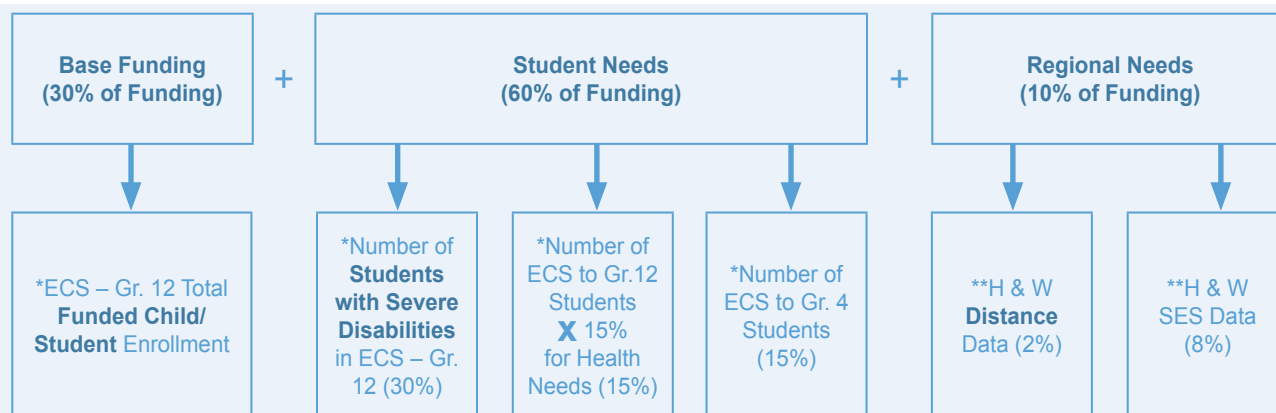 Base Funding
(30% of Funding)
+
Student Needs
(60% of Funding)
+
Regional Needs
(10% of Funding)
*ECS – Gr. 12 Total
Funded Child/
Student Enrollment
*Number of
Students
with Severe
Disabilities
in ECS – Gr.
12 (30%)
*Number of
ECS to Gr.12
Students
X 15%
for Health
Needs (15%)
*Number of
ECS to Gr. 4
Students
(15%)
**H & W
Distance
Data (2%)
**H & W
SES Data
(8%)